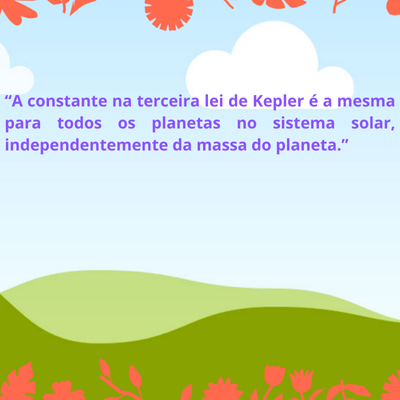 “A constante na terceira lei de Kepler é a mesma
para todos os planetas no sistema solar,
independentemente da massa do planeta.”